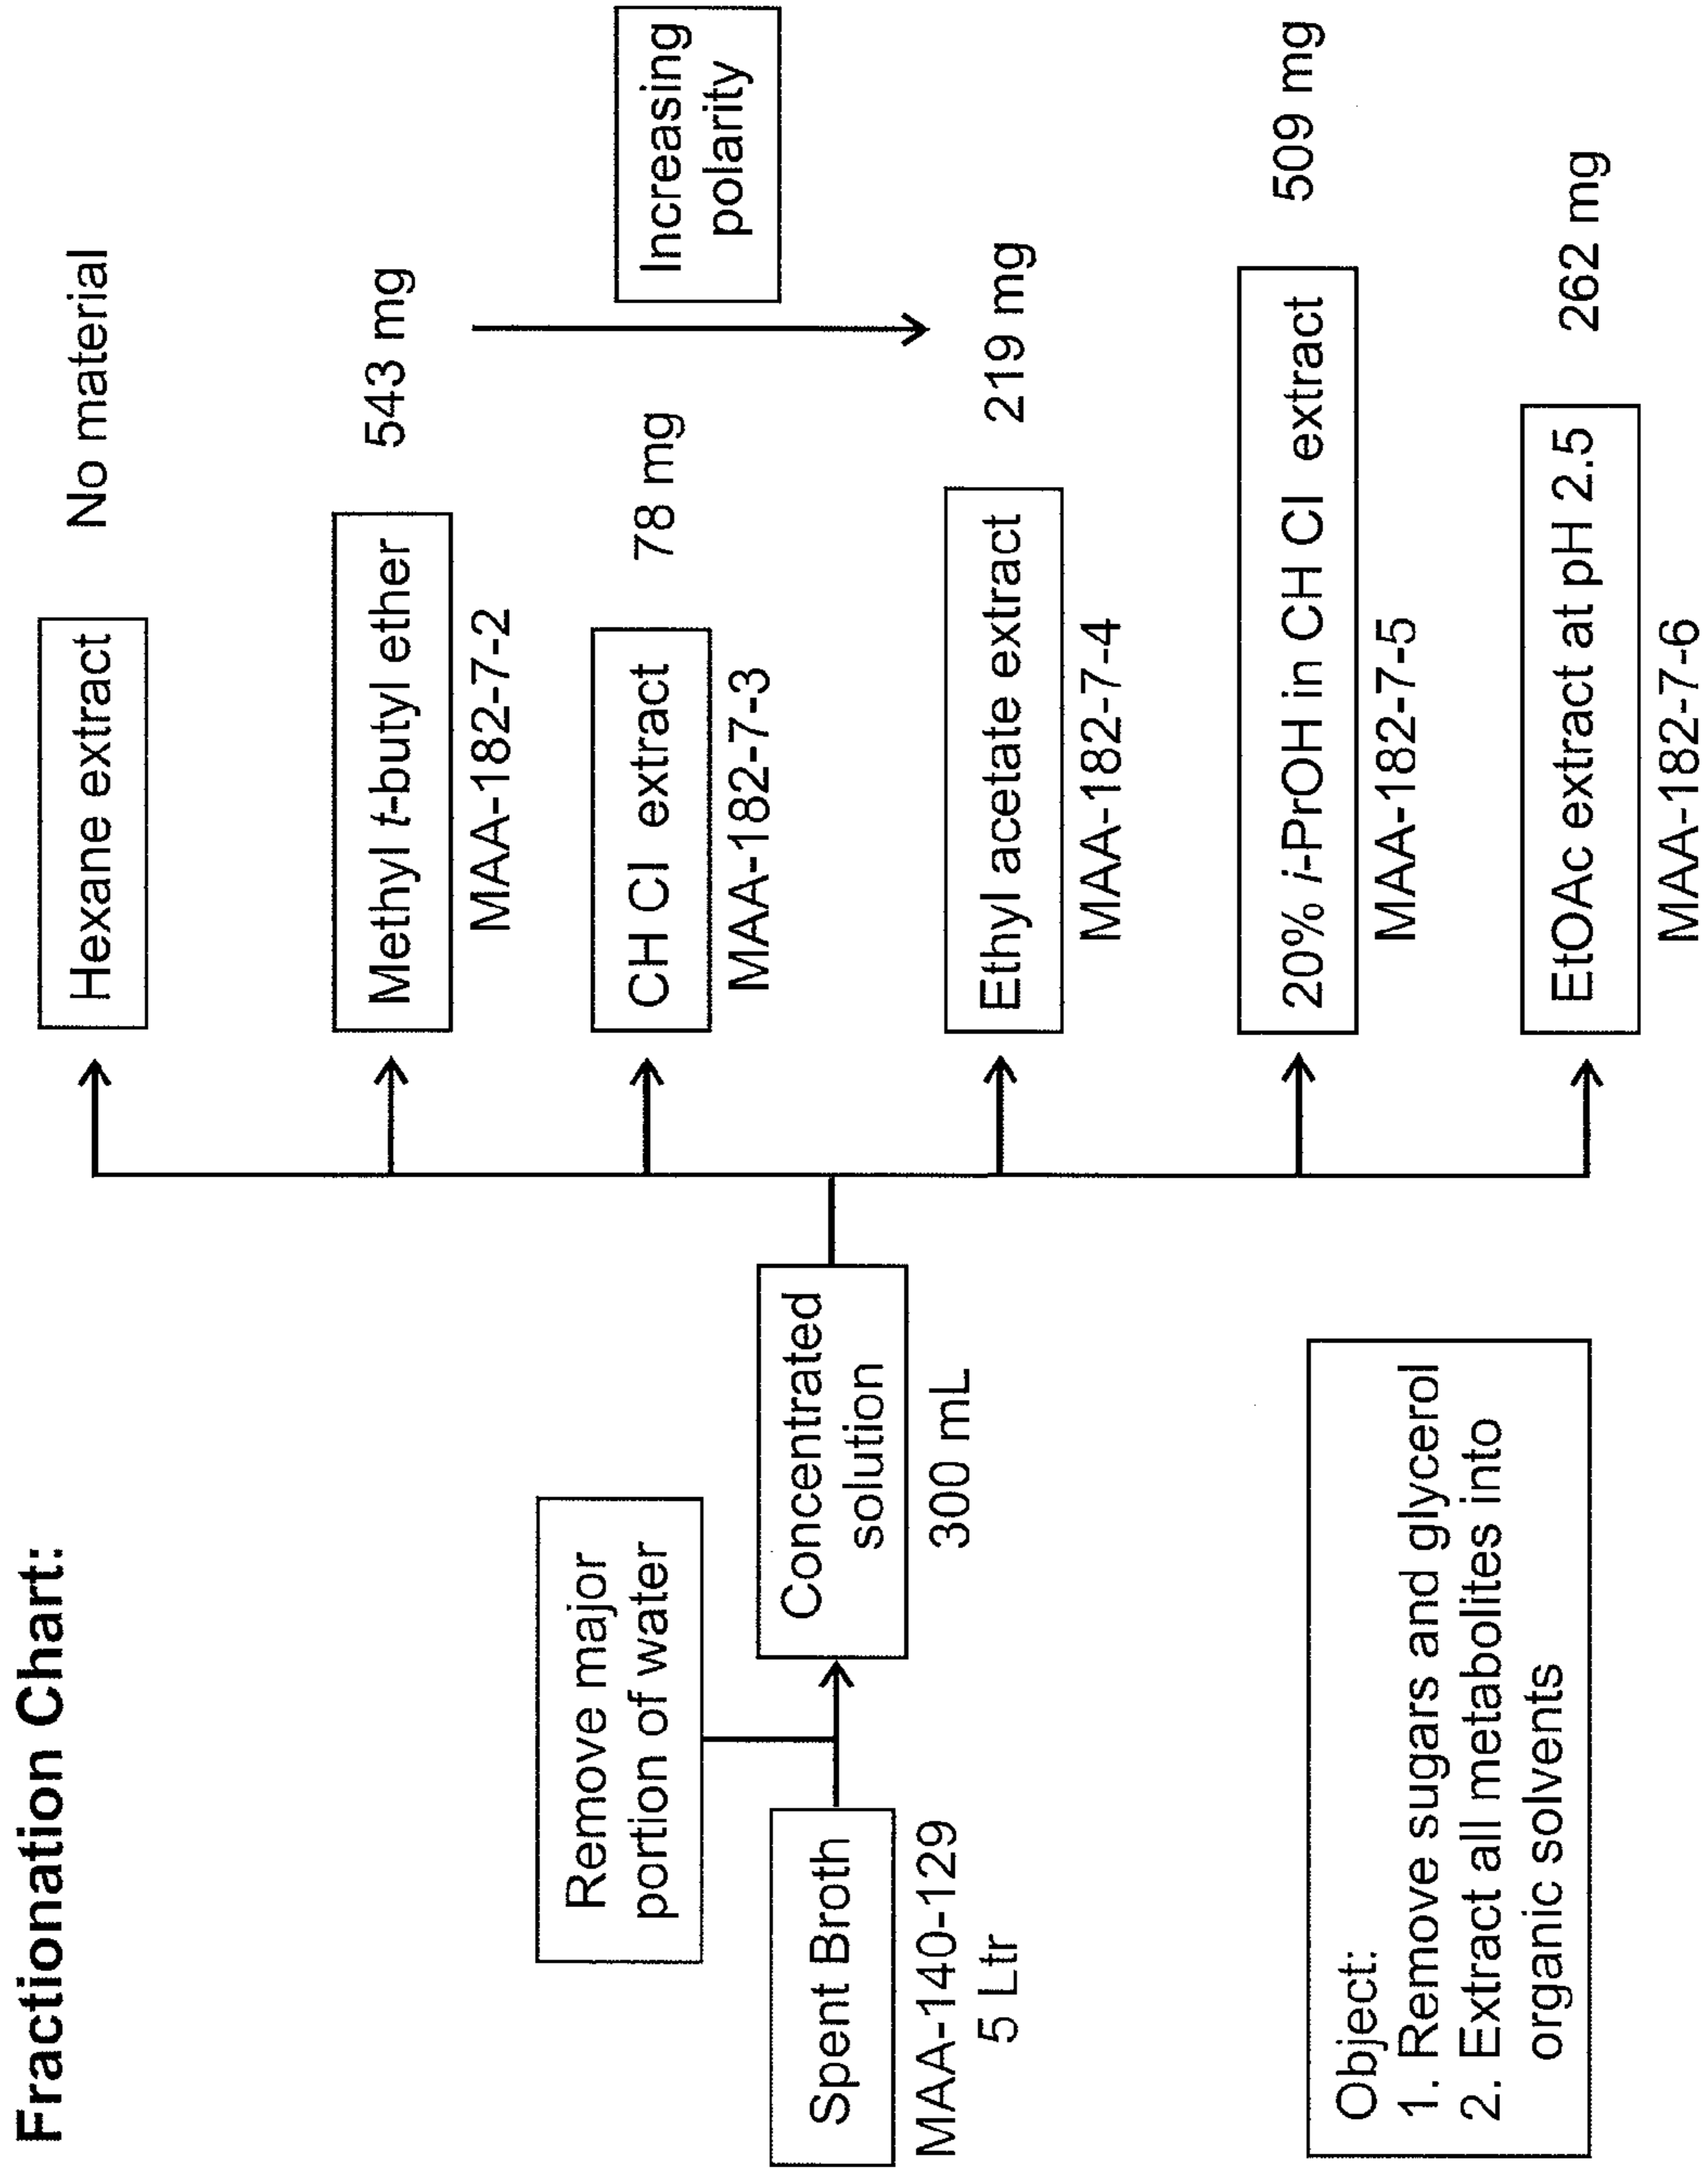 Fractionation Chart:
Remove major
portion of water
Spent Broth
MAA-140-129
5 Ltr
Concentrated
solution
300 mL
Object:
1. Remove sugars and glycerol
2. Extract all metabolites into
organic solvents
Hexane extract
No material
Methyl t-butyl ether
543 mg
MAA-182-7-2
CH Cl extract
78 mg
MAA-182-7-3
Increasing
polarity
Ethyl acetate extract
219 mg
MAA-182-7-4
20% i-PrOH in CH Cl extract
509 mg
MAA-182-7-5
EtOAc extract at pH 2.5
262 mg
MAA-182-7-6